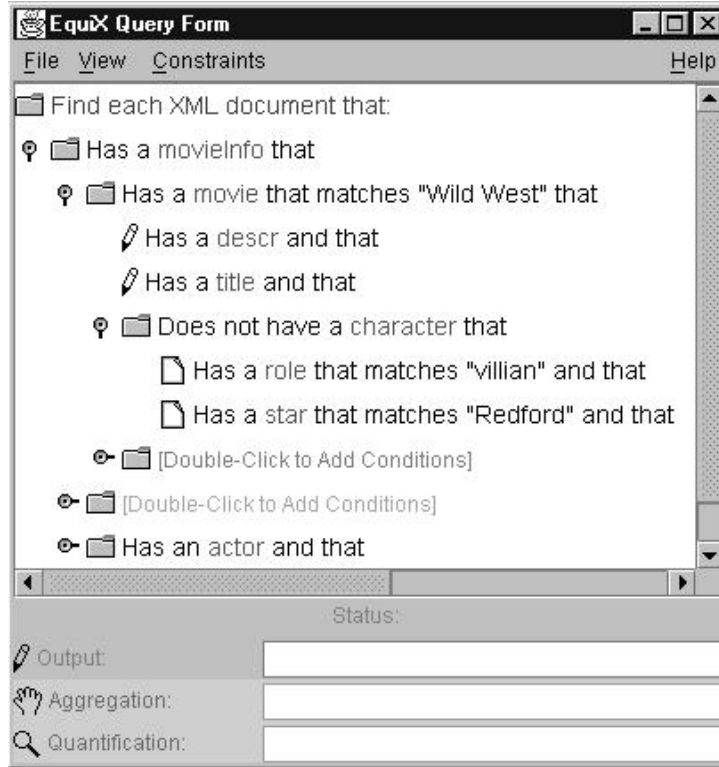 EquiX Query Form
File View Constraints Help
Find each XML document that:
Has a movieInfo that
Has a movie that matches "Wild West" that
Has a descr and that
Has a title and that
Does not have a character that
Has a role that matches "villian" and that
Has a star that matches "Redford" and that
[Double-Click to Add Conditions]
[Double-Click to Add Conditions]
Has an actor and that
Status:
Output:
Aggregation:
Quantification: